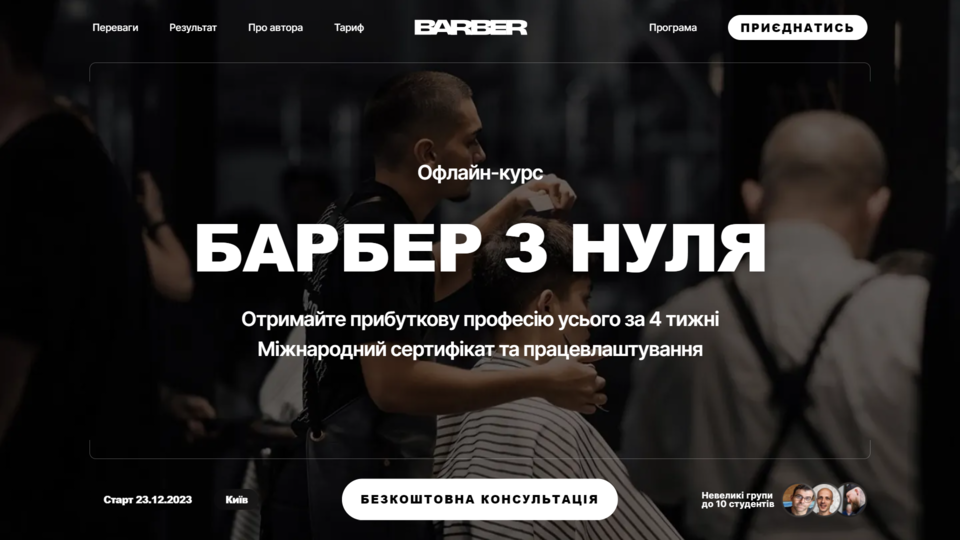 Переваги
Результат
Про автора
Тариф
BARBER
Програма
ПРИЄДНАТИСЬ
Офлайн-курс
БАРБЕР З НУЛЯ
Отримайте прибуткову професію усього за 4 тижні
Міжнародний сертифікат та працевлаштування
Старт 23.12.2023
Київ
БЕЗКОШТОВНА КОНСУЛЬТАЦІЯ
Невеликі групи
до 10 студентів